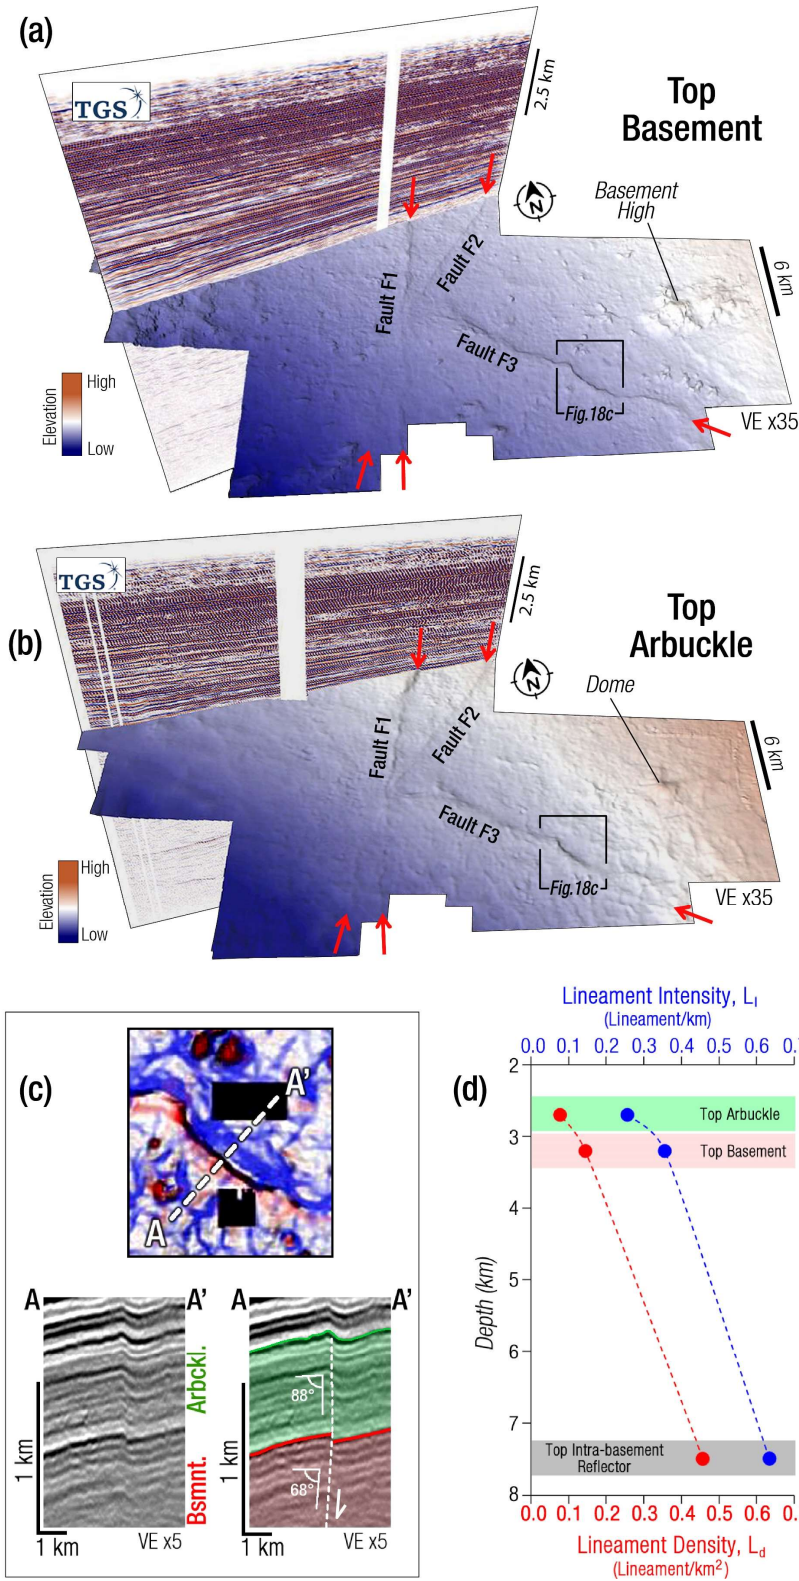 (a)
TGS
2.5 km
Top
Basement
N
Basement
High
6 km
Fault F1
Fault F2
Fault F3
Fig.18c
Elevation
High
Low
VE x35
(b)
TGS
2.5 km
Top
Arbuckle
N
Dome
6 km
Fault F1
Fault F2
Fault F3
Fig.18c
Elevation
High
Low
VE x35
(c)
A'
A
A A' A A'
Arbckl.
Bsmnt.
88°
68°
1 km
1 km
1 km VE x5
1 km VE x5
(d)
Lineament Intensity, LI
(Lineament/km)
0.0 0.1 0.2 0.3 0.4 0.5 0.6 0.
2
3
4
5
6
7
8
Depth (km)
Top Arbuckle
Top Basement
Top Intra-basement
Reflector
0.0 0.1 0.2 0.3 0.4 0.5 0.6 0.
Lineament Density, Ld
(Lineament/km²)